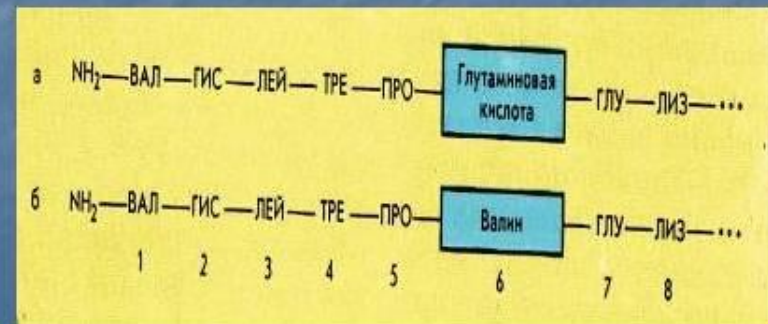 а NH₂—ВАЛ—ГИС—ЛЕЙ—ТРЕ—ПРО—Глутаминовая кислота—ГЛУ—ЛИЗ—•••
б NH₂—ВАЛ—ГИС—ЛЕЙ—ТРЕ—ПРО—Валин—ГЛУ—ЛИЗ—•••
1 2 3 4 5 6 7 8